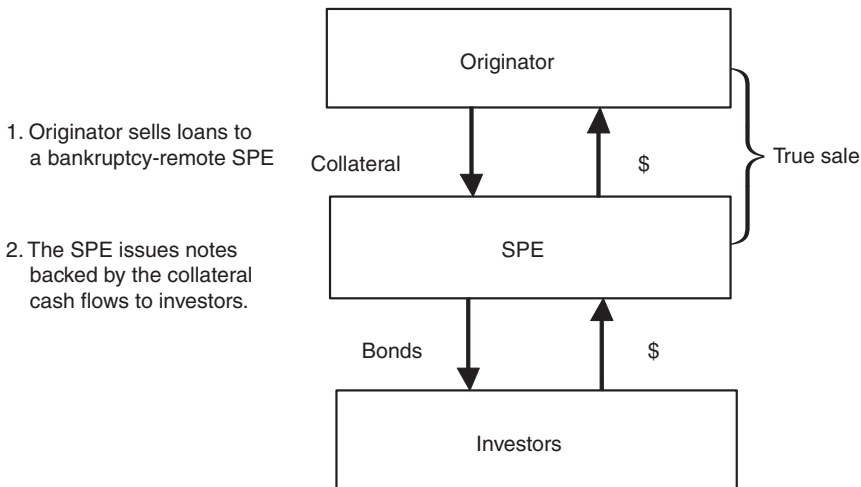 Originator
1. Originator sells loans to
a bankruptcy-remote SPE
Collateral
$
True sale
SPE
2. The SPE issues notes
backed by the collateral
cash flows to investors.
Bonds
$
Investors